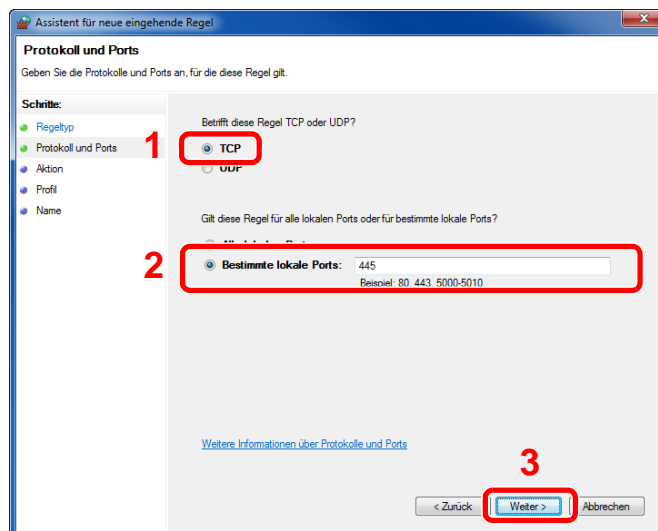 Assistent für neue eingehende Regel
Protokoll und Ports
Geben Sie die Protokolle und Ports an, für die diese Regel gilt.
Schritte:
Regeltyp
Protokoll und Ports
Aktion
Profil
Name
1
Betrifft diese Regel TCP oder UDP?
TCP
UDP
Gilt diese Regel für alle lokalen Ports oder für bestimmte lokale Ports?
2
Bestimmte lokale Ports: 445
Beispiel: 80, 443, 5000-5010
Weitere Informationen über Protokolle und Ports
3
< Zurück Weiter > Abbrechen